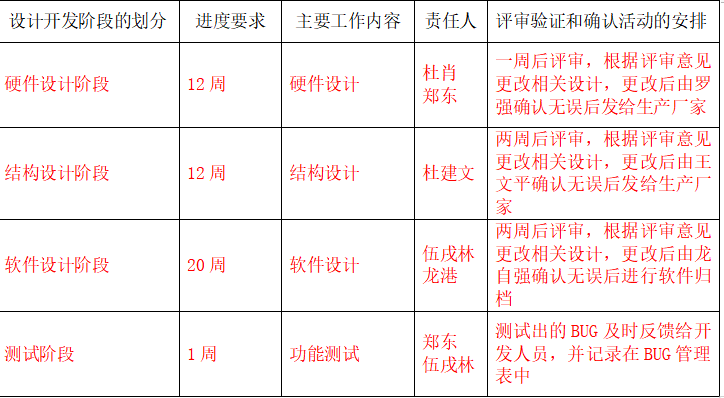 设计开发阶段的划分 进度要求 主要工作内容 责任人 评审验证和确认活动的安排
硬件设计阶段 12 周 硬件设计
杜肖
郑东
一周后评审，根据评审意见
更改相关设计，更改后由罗
强确认无误后发给生产厂家
结构设计阶段 12 周 结构设计 杜建文
两周后评审，根据评审意见
更改相关设计，更改后由王
文平确认无误后发给生产厂
家
软件设计阶段 20 周 软件设计
伍戌林
龙港
两周后评审，根据评审意见
更改相关设计，更改后由龙
自强确认无误后进行软件归
档
测试阶段 1 周 功能测试
郑东
伍戌林
测试出的 BUG 及时反馈给开
发人员，并记录在 BUG 管理
表中